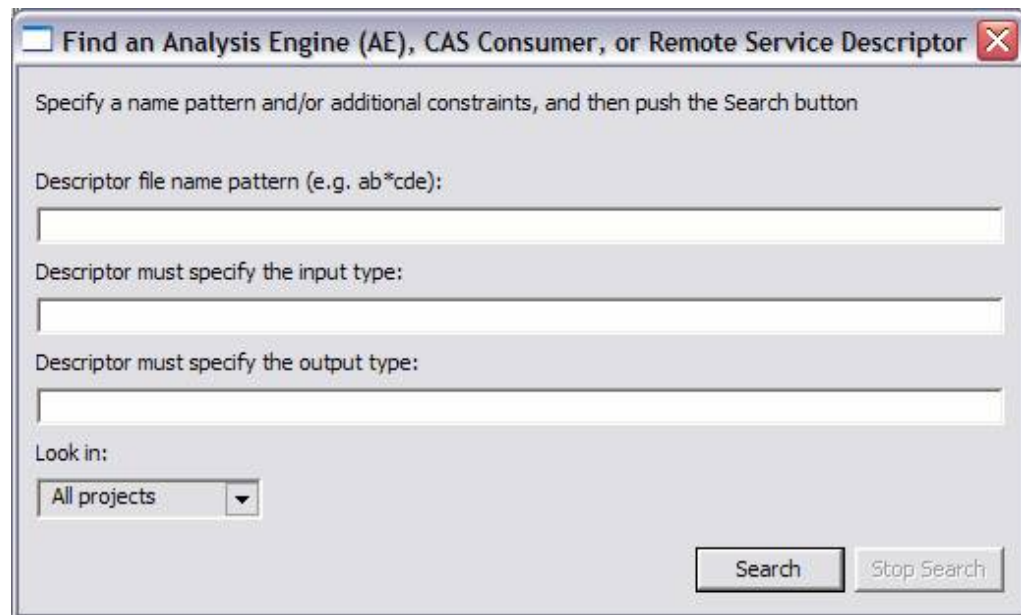 Find an Analysis Engine (AE), CAS Consumer, or Remote Service Descriptor
Specify a name pattern and/or additional constraints, and then push the Search button
Descriptor file name pattern (e.g. ab*cde):
Descriptor must specify the input type:
Descriptor must specify the output type:
Look in:
All projects
Search
Stop Search